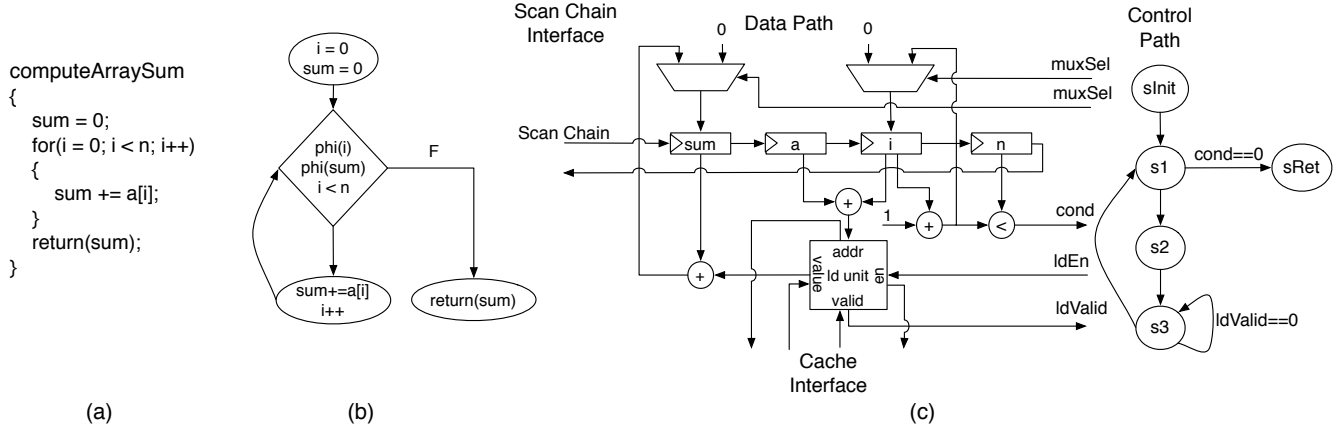 computeArraySum
{
sum = 0;
for(i = 0; i < n; i++)
{
sum += a[i];
}
return(sum);
}
(a)
i = 0
sum = 0
phi(i)
phi(sum)
i < n
F
sum+=a[i]
i++
return(sum)
(b)
Scan Chain
Interface
Data Path
Control
Path
0
0
muxSel
muxSel
Scan Chain
sum
a
i
n
+
1
+
<
cond
addr
value
ld unit
en
valid
+
ldEn
ldValid
Cache
Interface
sInit
s1
cond==0
sRet
s2
s3
ldValid==0
(c)